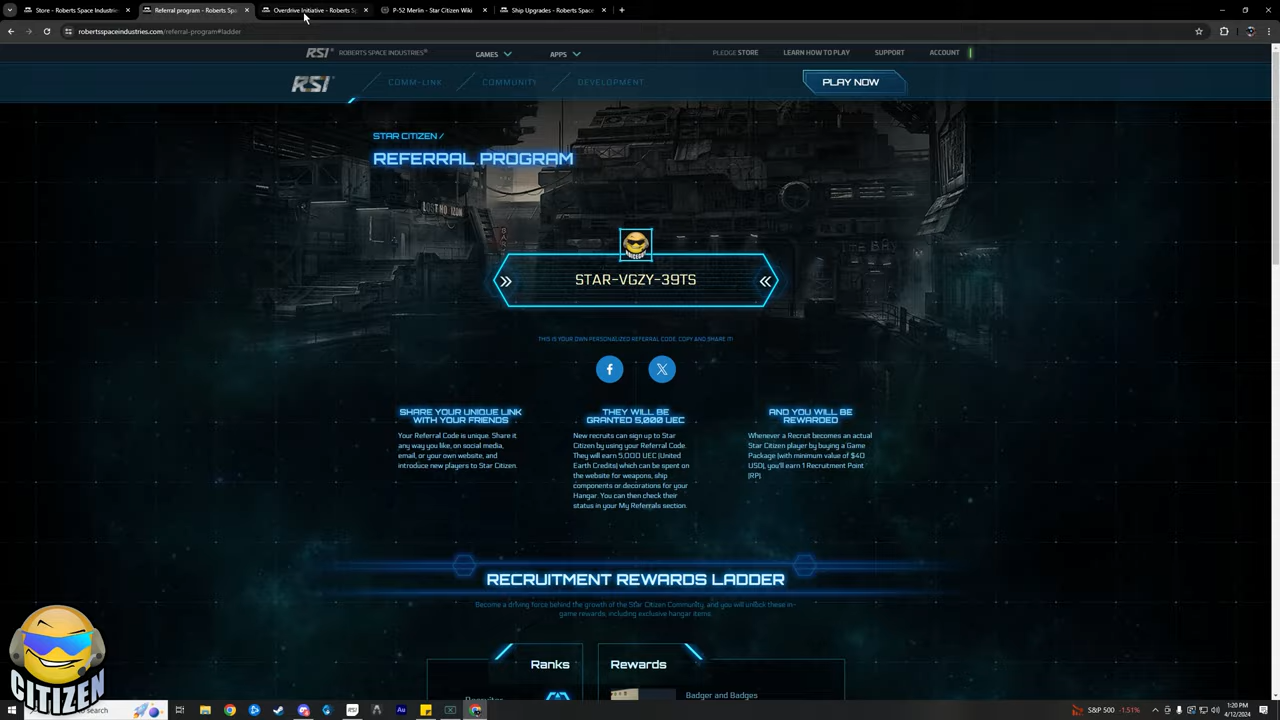 Store - Roberts Space Industries
Referral program - Roberts Spa
Overdrive Initiative - Roberts S
P-52 Merlin - Star Citizen Wiki
Ship Upgrades - Roberts Space
robertsspaceindustries.com/referral-program#ladder
RSI ROBERTS SPACE INDUSTRIES®
GAMES
APPS
PLEDGE STORE
LEARN HOW TO PLAY
SUPPORT
ACCOUNT
RSI
COMM-LINK
COMMUNITY
DEVELOPMENT
PLAY NOW
STAR CITIZEN /
REFERRAL PROGRAM
STAR-VGZY-39TS
THIS IS YOUR OWN PERSONALIZED REFERRAL CODE. COPY AND SHARE IT!
SHARE YOUR UNIQUE LINK
WITH YOUR FRIENDS
Your Referral Code is unique. Share it
any way you like, on social media,
email, or your own website, and
introduce new players to Star Citizen.
THEY WILL BE
GRANTED 5,000 UEC
New recruits can sign up to Star
Citizen by using your Referral Code.
They will earn 5,000 UEC (United
Earth Credits) which can be spent on
the website for weapons, ship
components or decorations for your
Hangar. You can then check their
status in your My Referrals section.
AND YOU WILL BE
REWARDED
Whenever a Recruit becomes an actual
Star Citizen player by buying a Game
Package (with minimum value of $40
USD), you'll earn 1 Recruitment Point
(RP)
RECRUITMENT REWARDS LADDER
Become a driving force behind the growth of the Star Citizen Community, and you will unlock these in-
game rewards, including exclusive hangar items:
Ranks
Rewards
Badger and Badges
CITIZEN
search
S&P 500 -1.51%
1:20 PM
4/12/2024